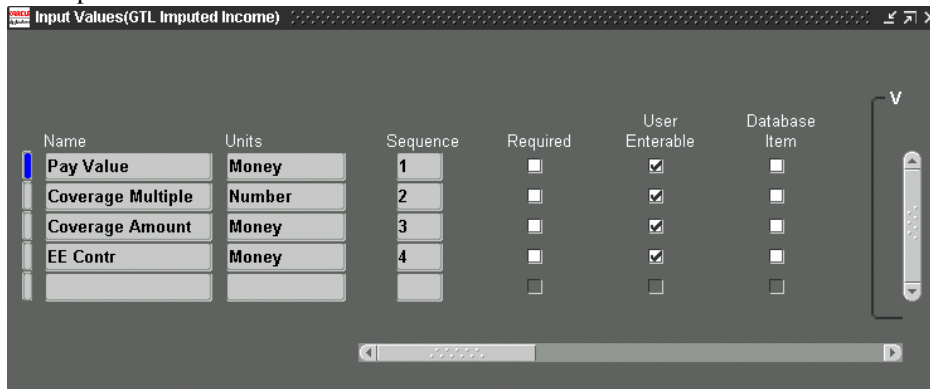 ORACLE Input Values(GTL Imputed Income)
V
User Database
Name Units Sequence Required Enterable Item
Pay Value Money 1
Coverage Multiple Number 2
Coverage Amount Money 3
EE Contr Money 4